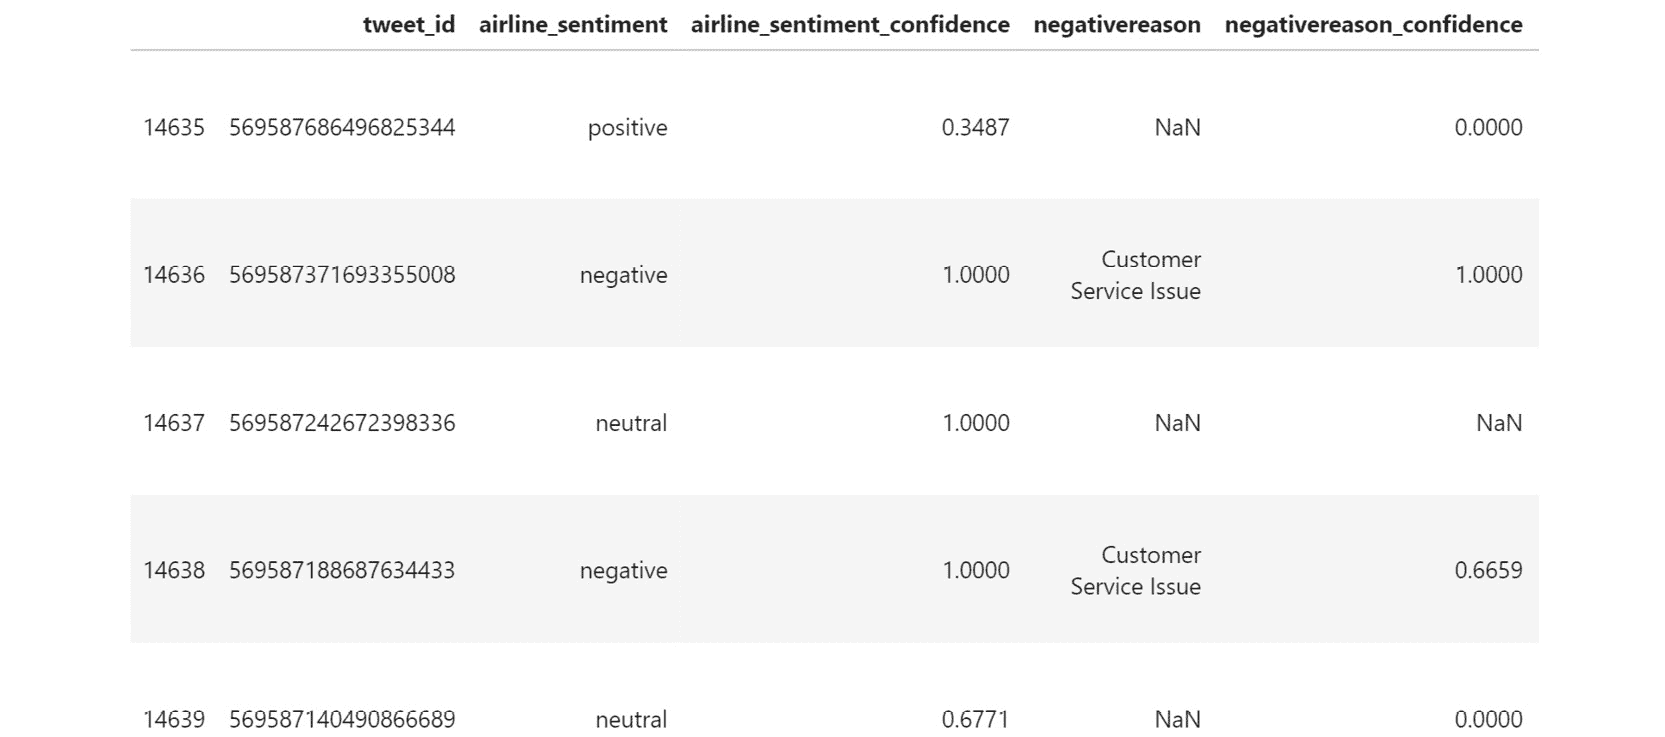 tweet_id airline_sentiment airline_sentiment_confidence negativereason negativereason_confidence
14635 569587686496825344 positive 0.3487 NaN 0.0000
14636 569587371693355008 negative 1.0000 Customer Service Issue 1.0000
14637 569587242672398336 neutral 1.0000 NaN NaN
14638 569587188687634433 negative 1.0000 Customer Service Issue 0.6659
14639 569587140490866689 neutral 0.6771 NaN 0.0000